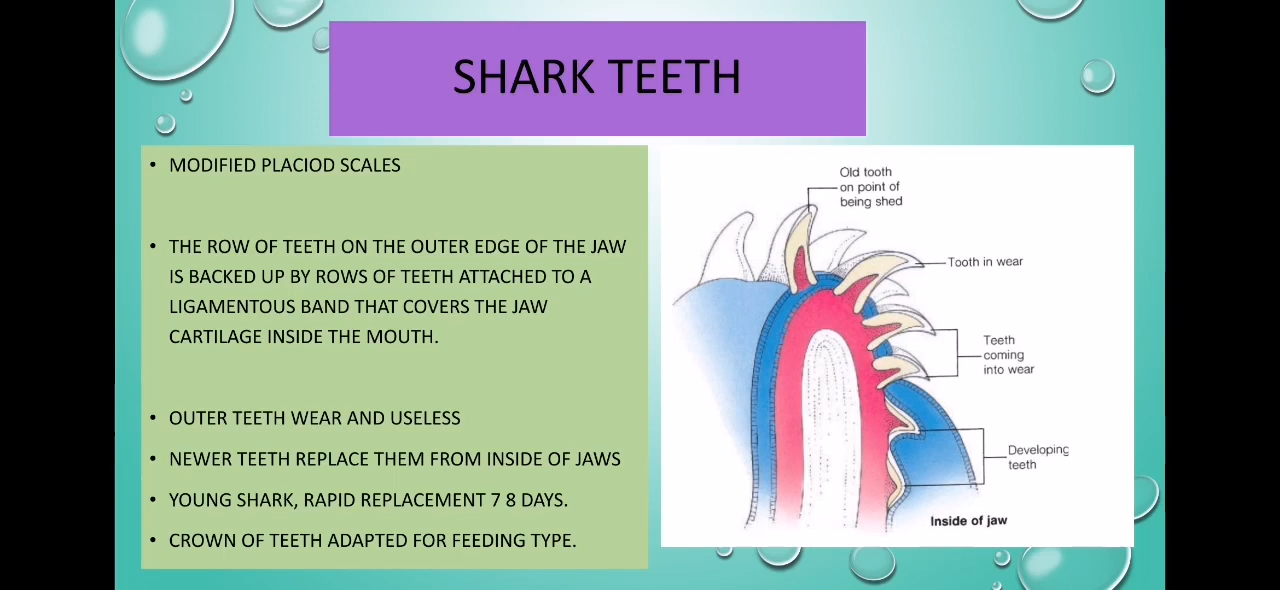 SHARK TEETH
• MODIFIED PLACIOD SCALES
• THE ROW OF TEETH ON THE OUTER EDGE OF THE JAW
IS BACKED UP BY ROWS OF TEETH ATTACHED TO A
LIGAMENTOUS BAND THAT COVERS THE JAW
CARTILAGE INSIDE THE MOUTH.
• OUTER TEETH WEAR AND USELESS
• NEWER TEETH REPLACE THEM FROM INSIDE OF JAWS
• YOUNG SHARK, RAPID REPLACEMENT 7 8 DAYS.
• CROWN OF TEETH ADAPTED FOR FEEDING TYPE.
Old tooth
on point of
being shed
Tooth in wear
Teeth
coming
into wear
Developing
teeth
Inside of jaw